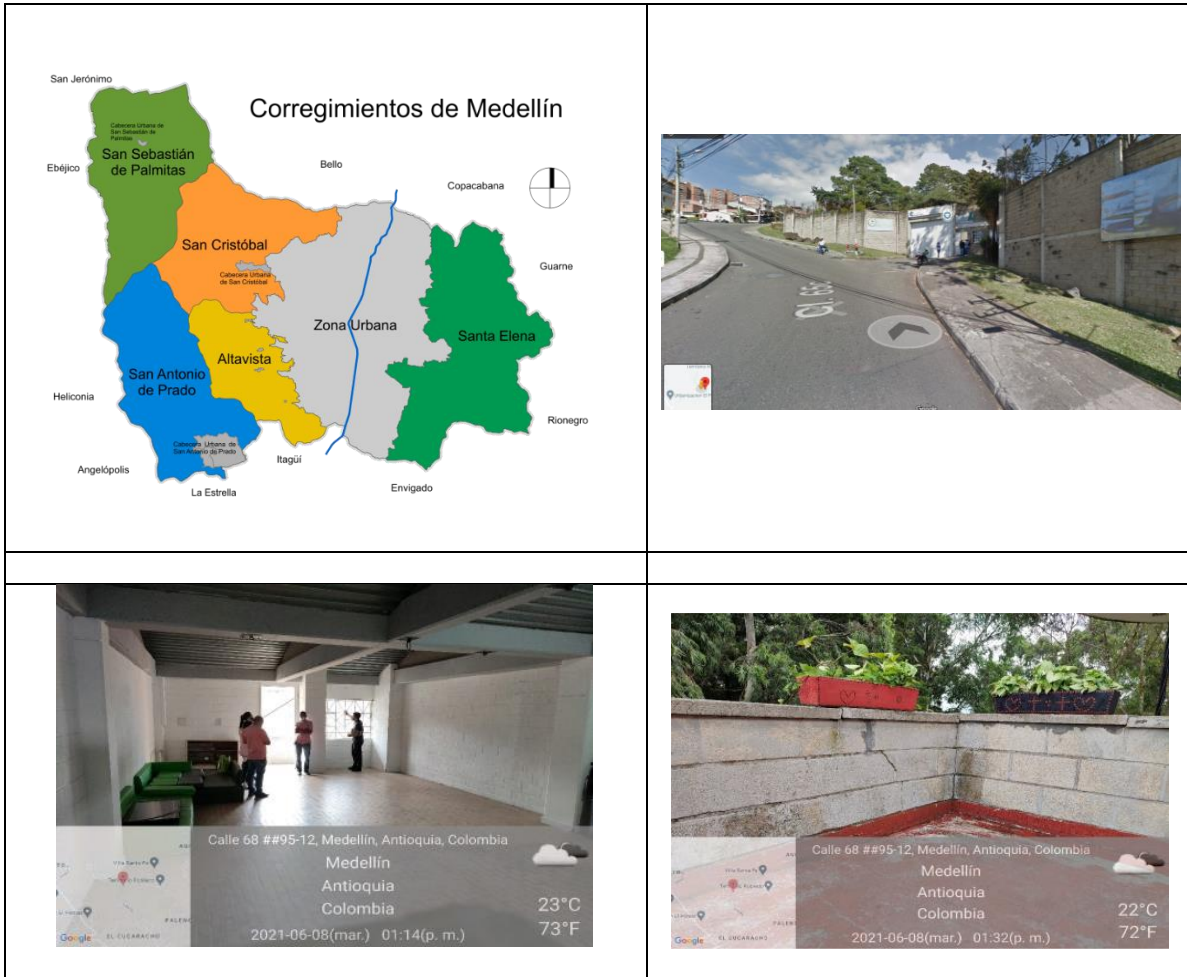 San Jerónimo
Corregimientos de Medellín
Cabecera Urbana de
San Sebastián de
Palmitas
San Sebastián
de Palmitas
Ebéjico
Bello
Copacabana
San Cristóbal
Cabecera Urbana
de San Cristóbal
Guarne
Zona Urbana
Santa Elena
Altavista
San Antonio
de Prado
Heliconia
Rionegro
Cabecera Urbana de
San Antonio de Prado
Itagüí
Angelópolis
La Estrella
Envigado
Cl. 65c
Calle 68 ##95-12, Medellín, Antioquia, Colombia
Medellín
Antioquia
Colombia
23°C
73°F
2021-06-08(mar.) 01:14(p. m.)
Google
EL CUCARACHO
Calle 68 ##95-12, Medellín, Antioquia, Colombia
Medellín
Antioquia
Colombia
22°C
72°F
2021-06-08(mar.) 01:32(p. m.)
Google
EL CUCARACHO